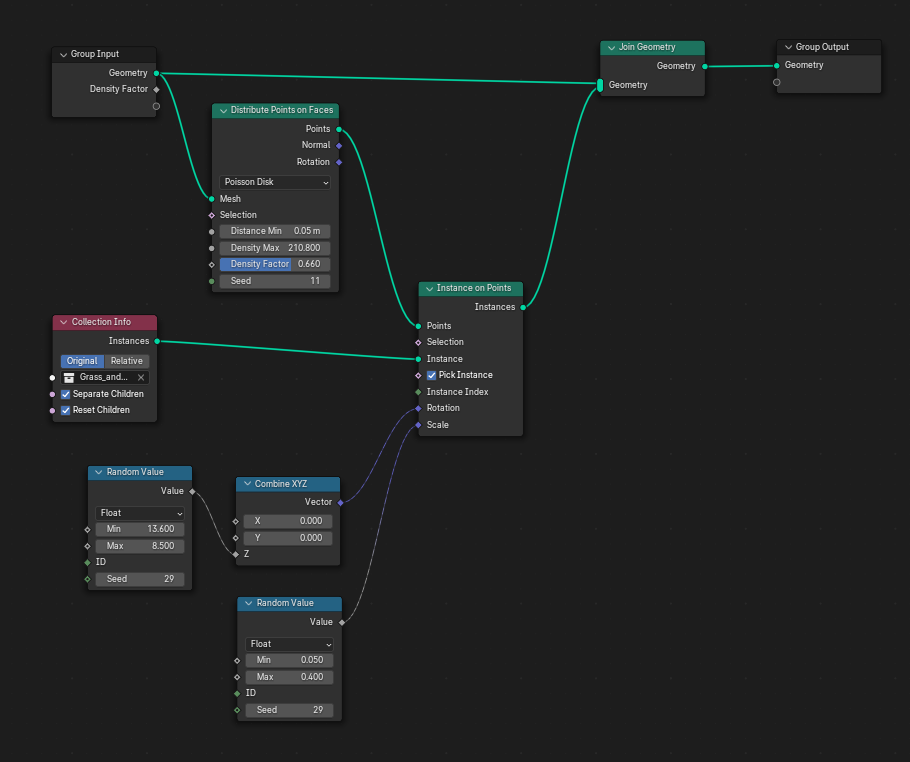 Group Input
Geometry
Density Factor
Distribute Points on Faces
Points
Normal
Rotation
Poisson Disk
Mesh
Selection
Distance Min 0.05 m
Density Max 210.800
Density Factor 0.660
Seed 11
Join Geometry
Geometry
Geometry
Group Output
Geometry
Collection Info
Instances
Original Relative
Grass_and...
Separate Children
Reset Children
Instance on Points
Instances
Points
Selection
Instance
Pick Instance
Instance Index
Rotation
Scale
Random Value
Value
Float
Min 13.600
Max 8.500
ID
Seed 29
Combine XYZ
Vector
X 0.000
Y 0.000
Z
Random Value
Value
Float
Min 0.050
Max 0.400
ID
Seed 29